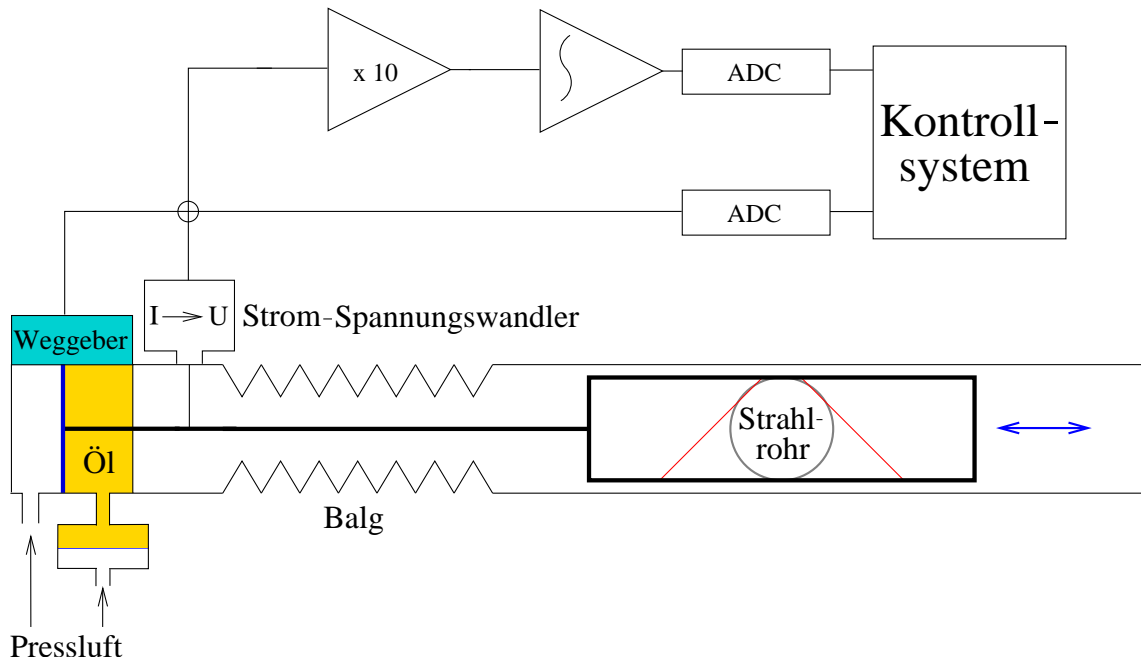 x 10
ADC
Kontroll-
system
ADC
I → U
Strom-Spannungswandler
Weggeber
Strahl-
rohr
Öl
Balg
Pressluft